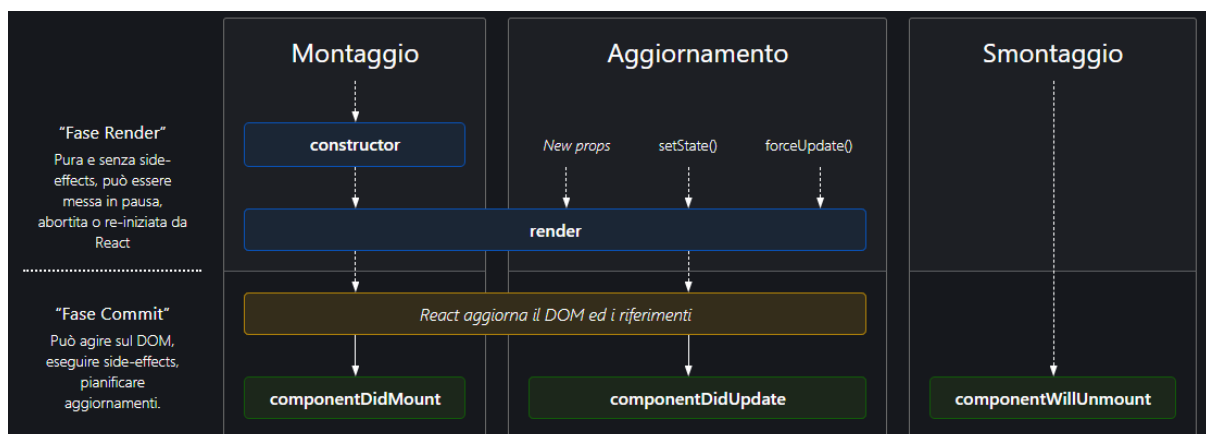 Montaggio
Aggiornamento
Smontaggio
“Fase Render”
Pura e senza side-
effects, può essere
messa in pausa,
abortita o re-iniziata da
React
constructor
New props
setState()
forceUpdate()
render
“Fase Commit”
Può agire sul DOM,
eseguire side-effects,
pianificare
aggiornamenti.
React aggiorna il DOM ed i riferimenti
componentDidMount
componentDidUpdate
componentWillUnmount